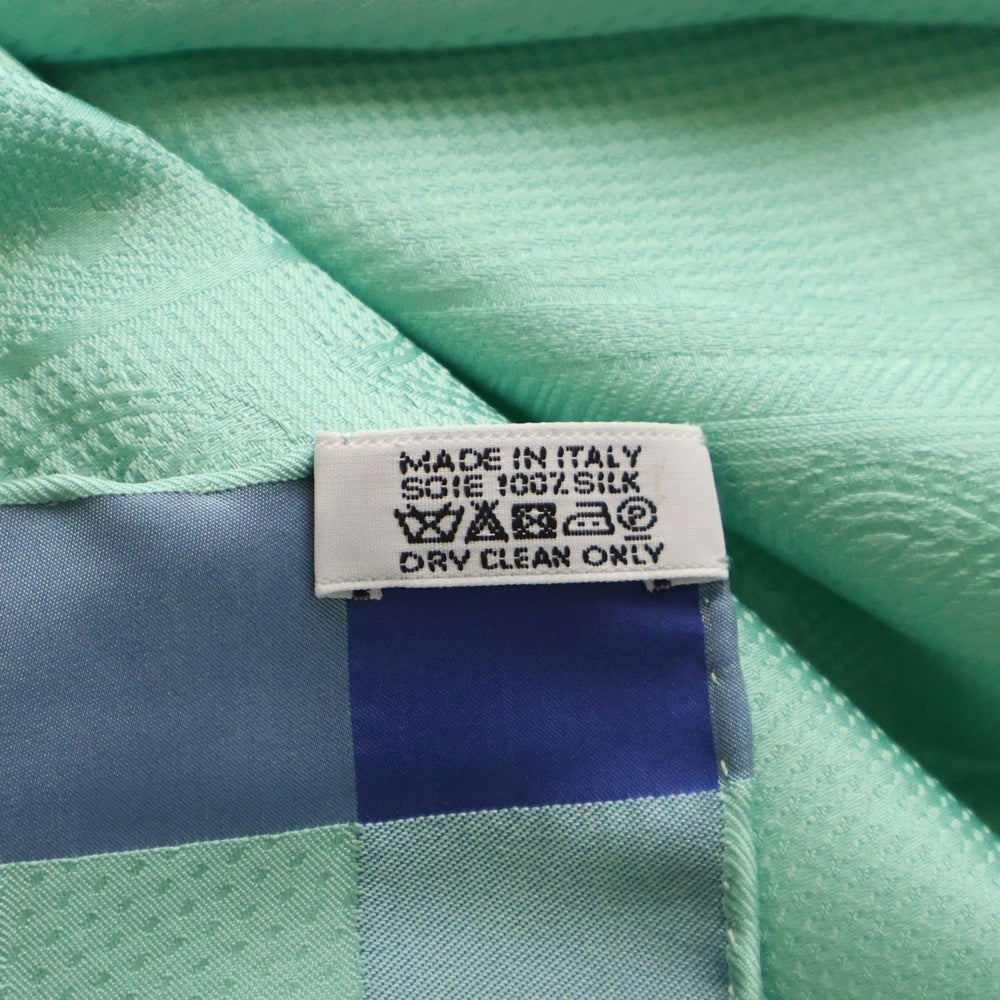 MADE IN ITALY
SOIE 100% SILK
P
DRY CLEAN ONLY